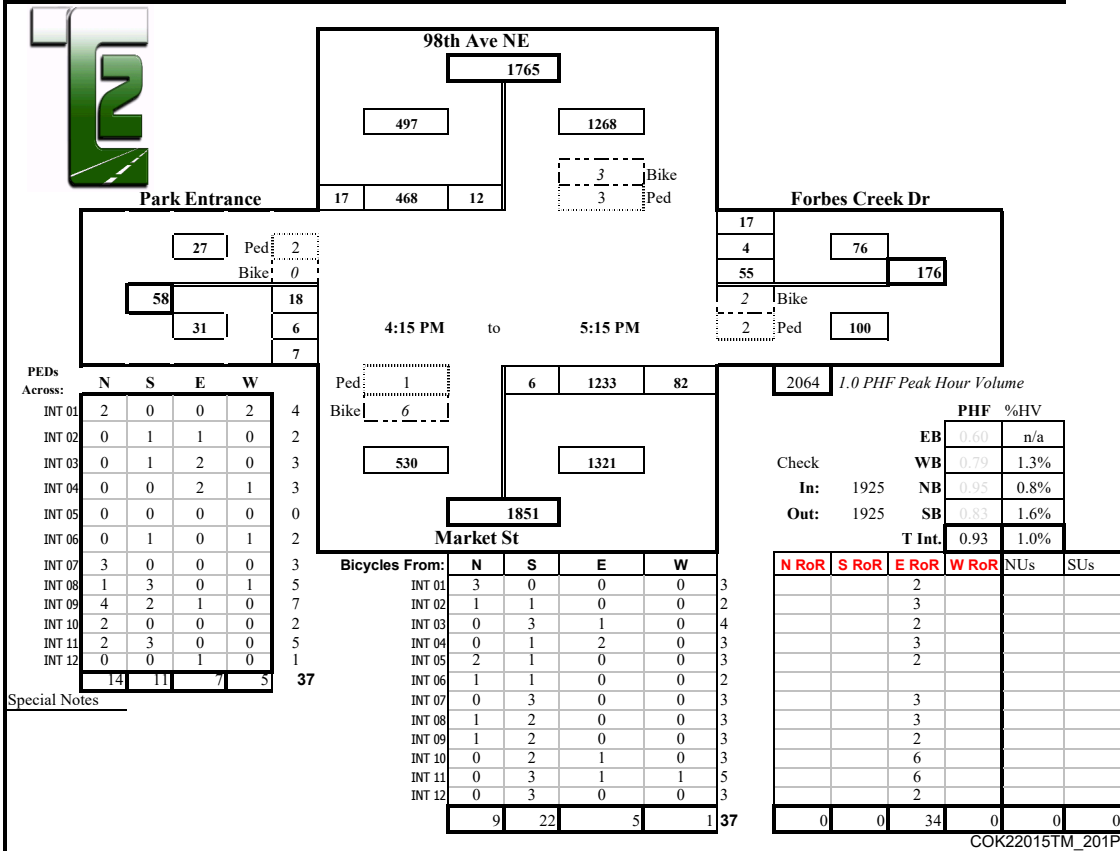 T2
98th Ave NE
1765
497 1268
3 Bike
3 Ped
Park Entrance 17 468 12 Forbes Creek Dr
17
27 Ped 2 4 76
Bike 0 55 176
58 18 2 Bike
31 6 4:15 PM to 5:15 PM 2 Ped 100
7
PEDs Across: N S E W
Ped 1 6 1233 82 2064 1.0 PHF Peak Hour Volume
Bike 6
530 1321
1851
Market St
INT 01 2 0 0 2 4
INT 02 0 1 1 0 2
INT 03 0 1 2 0 3
INT 04 0 0 2 1 3
INT 05 0 0 0 0 0
INT 06 0 1 0 1 2
INT 07 3 0 0 0 3
INT 08 1 3 0 1 5
INT 09 4 2 1 0 7
INT 10 2 0 0 0 2
INT 11 2 3 0 0 5
INT 12 0 0 1 0 1
14 11 7 5 37
Special Notes
PHF %HV
EB 0.60 n/a
Check WB 0.79 1.3%
In: 1925 NB 0.95 0.8%
Out: 1925 SB 0.83 1.6%
T Int. 0.93 1.0%
Bicycles From: N S E W
INT 01 3 0 0 0 3
INT 02 1 1 0 0 2
INT 03 0 3 1 0 4
INT 04 0 1 2 0 3
INT 05 2 1 0 0 3
INT 06 1 1 0 0 2
INT 07 0 3 0 0 3
INT 08 1 2 0 0 3
INT 09 1 2 0 0 3
INT 10 0 2 1 0 3
INT 11 0 3 1 1 5
INT 12 0 3 0 0 3
9 22 5 1 37
N RoR S RoR E RoR W RoR NUs SUs
2
3
2
3
2
3
3
2
6
6
2
0 0 34 0 0 0
COK22015TM_201P